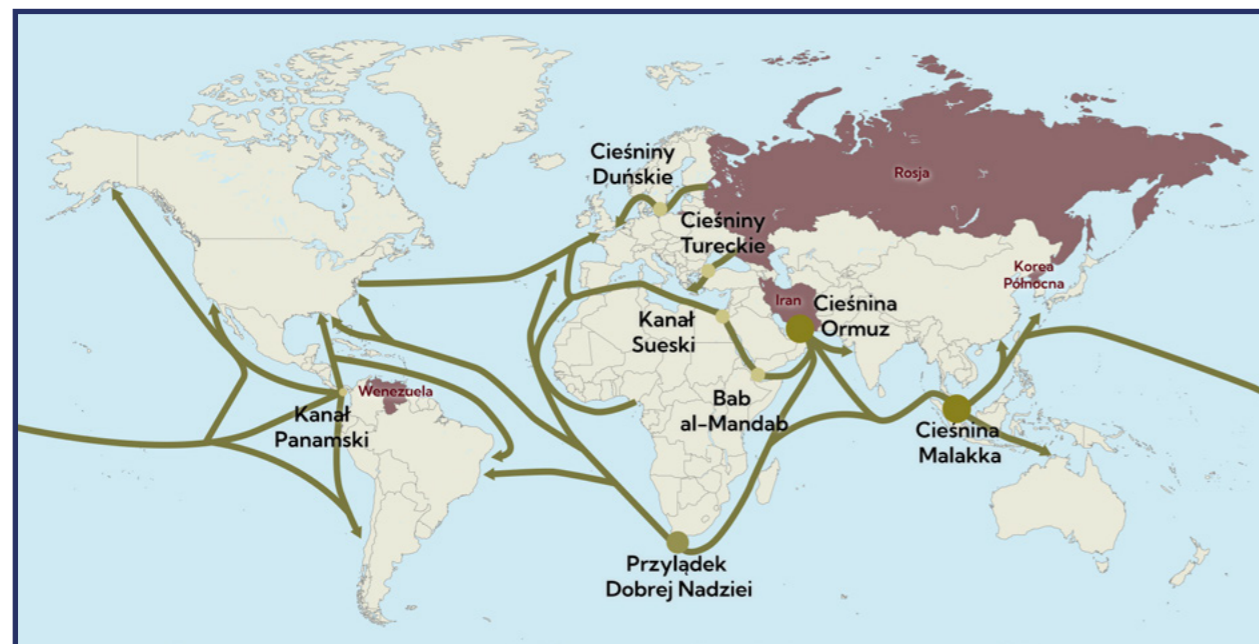 Cieśniny
Duńskie
Rosja
Cieśniny
Tureckie
Korea
Północna
Iran
Cieśnina
Ormuz
Kanał
Sueski
Wenezuela
Bab
al-Mandab
Kanał
Panamski
Cieśnina
Malakka
Przylądek
Dobrej Nadziei